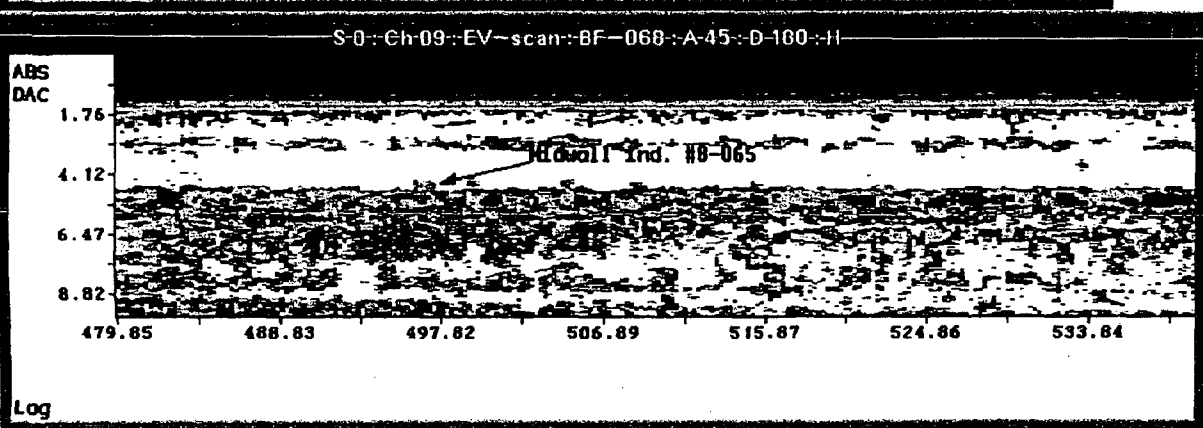 S-0-:-Ch-09-:-EV-scan-:-BF-068-:-A-45-:-D-180-:-H
ABS
DAC
1.76
Midwall Ind. #8-065
4.12
6.47
8.82
479.85 488.83 497.82 506.89 515.87 524.86 533.84
Log